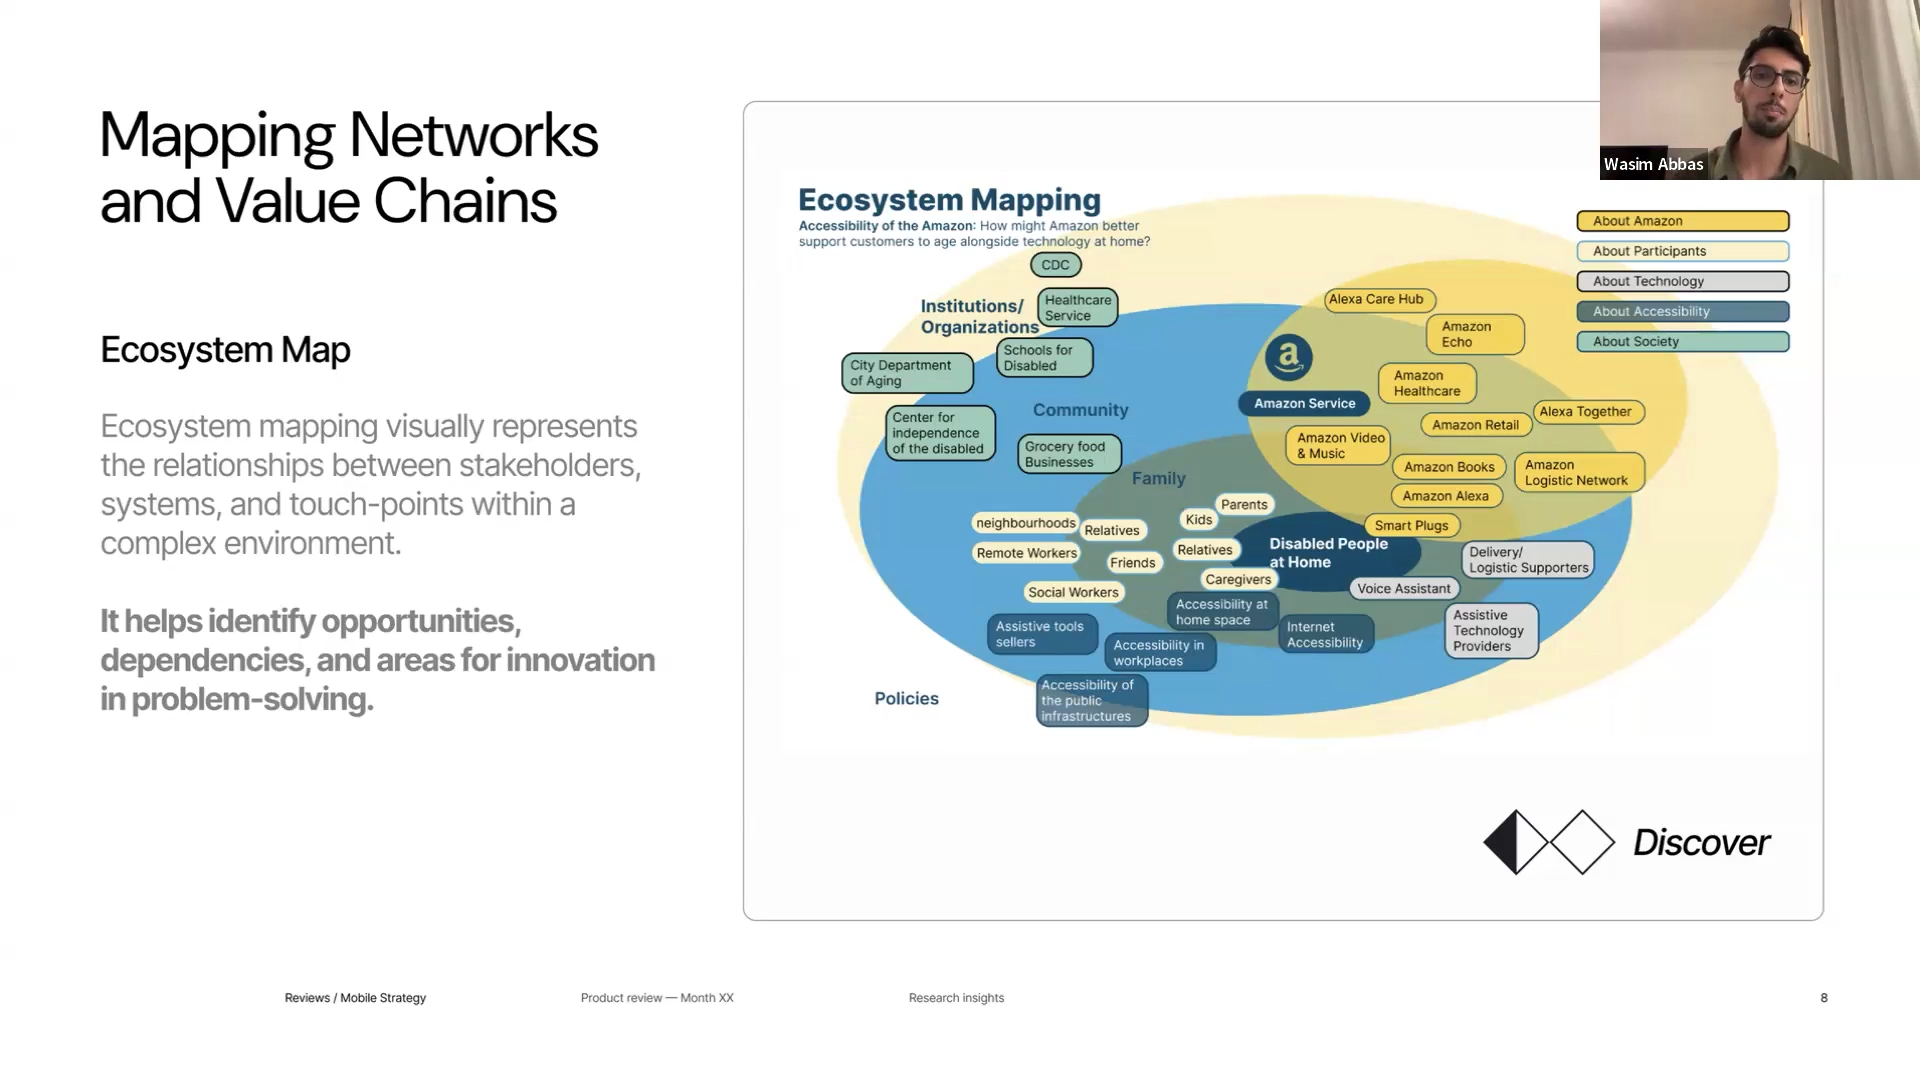 Mapping Networks
and Value Chains
Ecosystem Map
Ecosystem mapping visually represents
the relationships between stakeholders,
systems, and touch-points within a
complex environment.
It helps identify opportunities,
dependencies, and areas for innovation
in problem-solving.
Wasim Abbas
Ecosystem Mapping
Accessibility of the Amazon: How might Amazon better
support customers to age alongside technology at home?
About Amazon
About Participants
About Technology
About Accessibility
About Society
CDC
Institutions/
Organizations
Healthcare
Service
Schools for
Disabled
City Department
of Aging
Community
Center for
independence
of the disabled
Grocery food
Businesses
Alexa Care Hub
Amazon
Echo
a
Amazon Service
Amazon
Healthcare
Alexa Together
Amazon Retail
Amazon Video
& Music
Amazon Books
Amazon
Logistic Network
Amazon Alexa
Smart Plugs
Family
Parents
Kids
neighbourhoods
Relatives
Remote Workers
Friends
Relatives
Caregivers
Social Workers
Disabled People
at Home
Delivery/
Logistic Supporters
Voice Assistant
Assistive
Technology
Providers
Accessibility at
home space
Internet
Accessibility
Assistive tools
sellers
Accessibility in
workplaces
Accessibility of
the public
infrastructures
Policies
Discover
Reviews / Mobile Strategy
Product review — Month XX
Research insights
8